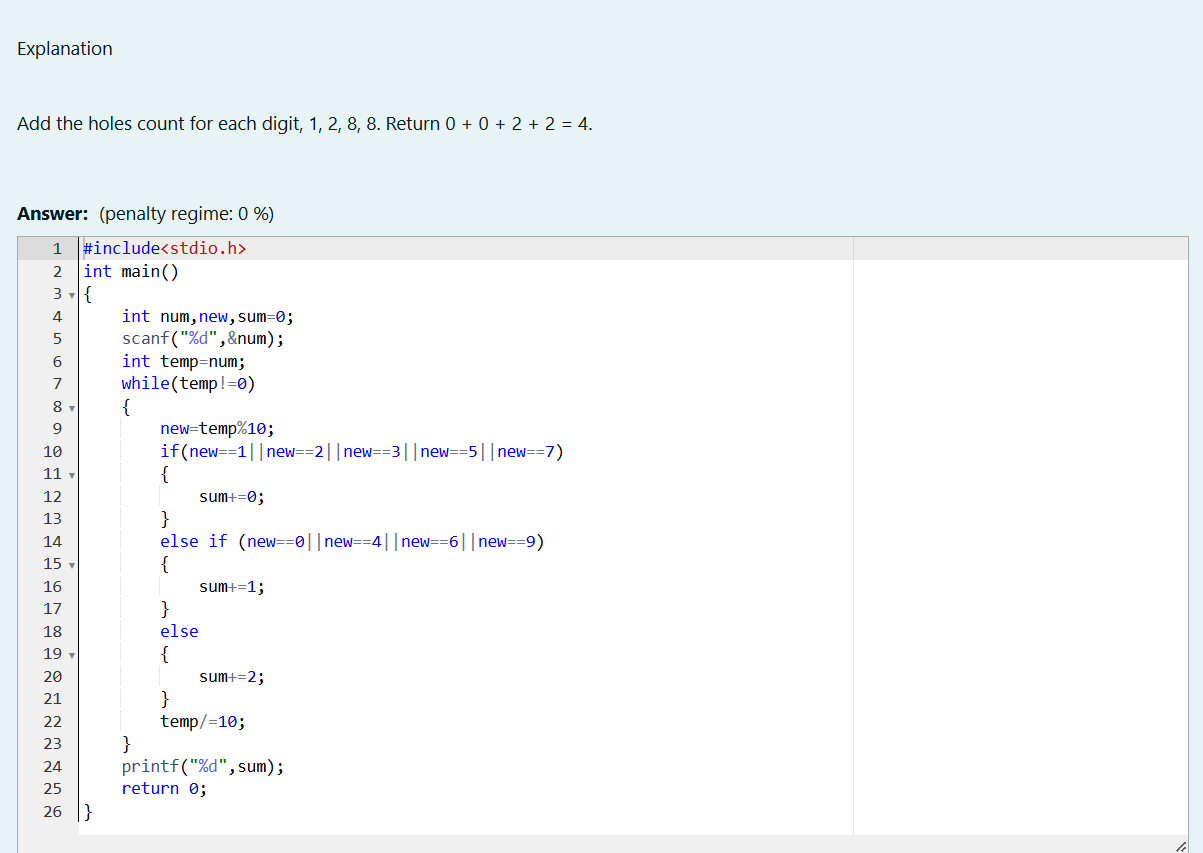 Explanation
Add the holes count for each digit, 1, 2, 8, 8. Return 0 + 0 + 2 + 2 = 4.
Answer: (penalty regime: 0 %)
1 #include<stdio.h>
2 int main()
3 {
4     int num,new,sum=0;
5     scanf("%d",&num);
6     int temp=num;
7     while(temp!=0)
8     {
9         new=temp%10;
10         if(new==1||new==2||new==3||new==5||new==7)
11         {
12             sum+=0;
13         }
14         else if (new==0||new==4||new==6||new==9)
15         {
16             sum+=1;
17         }
18         else
19         {
20             sum+=2;
21         }
22         temp/=10;
23     }
24     printf("%d",sum);
25     return 0;
26 }